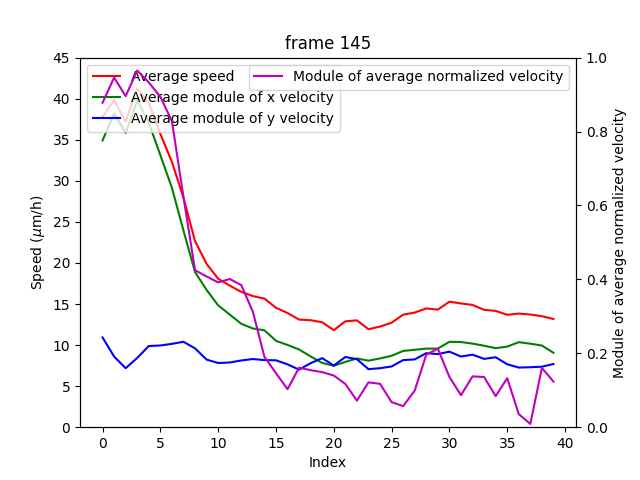 frame 145
Average speed
Average module of x velocity
Average module of y velocity
Module of average normalized velocity
45
40
35
30
25
20
15
10
5
0
Speed (μm/h)
1.0
0.8
0.6
0.4
0.2
0.0
Module of average normalized velocity
0 5 10 15 20 25 30 35 40
Index